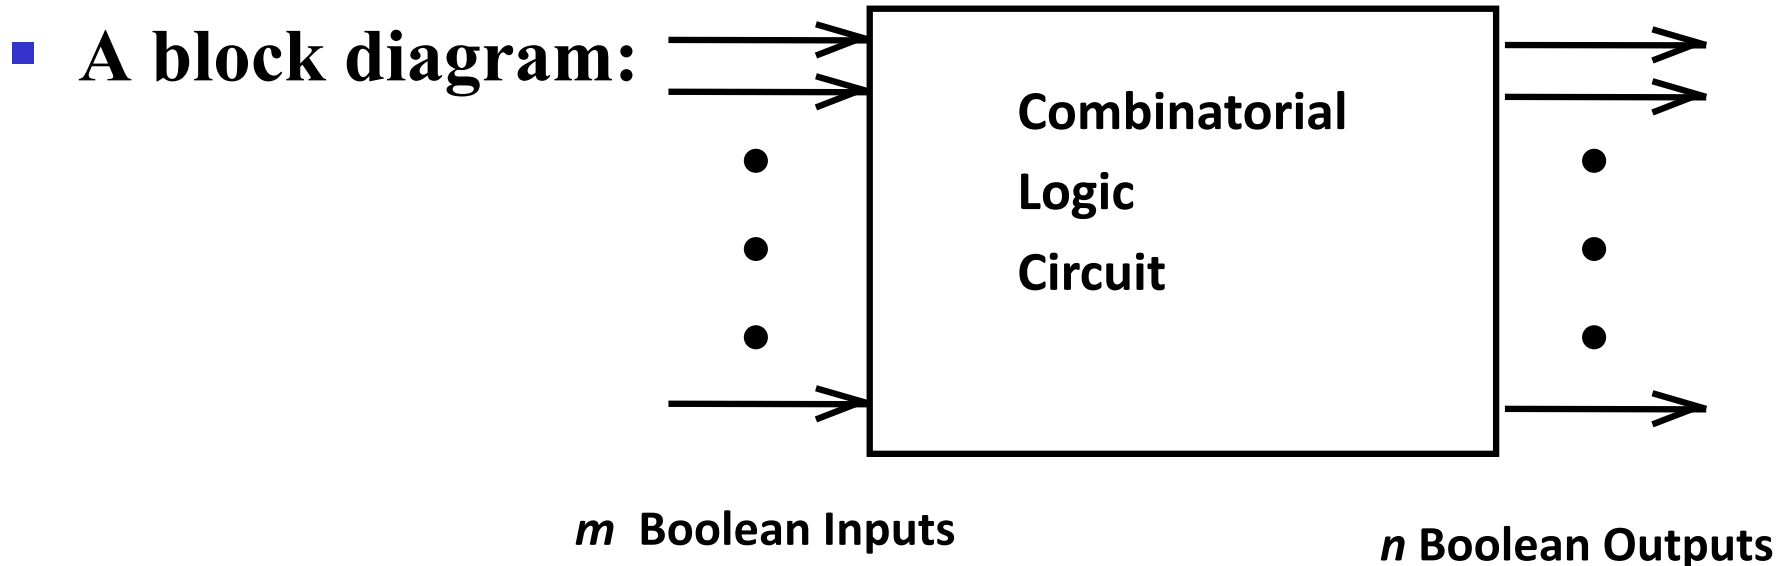 A block diagram:
Combinatorial
Logic
Circuit
m Boolean Inputs
n Boolean Outputs